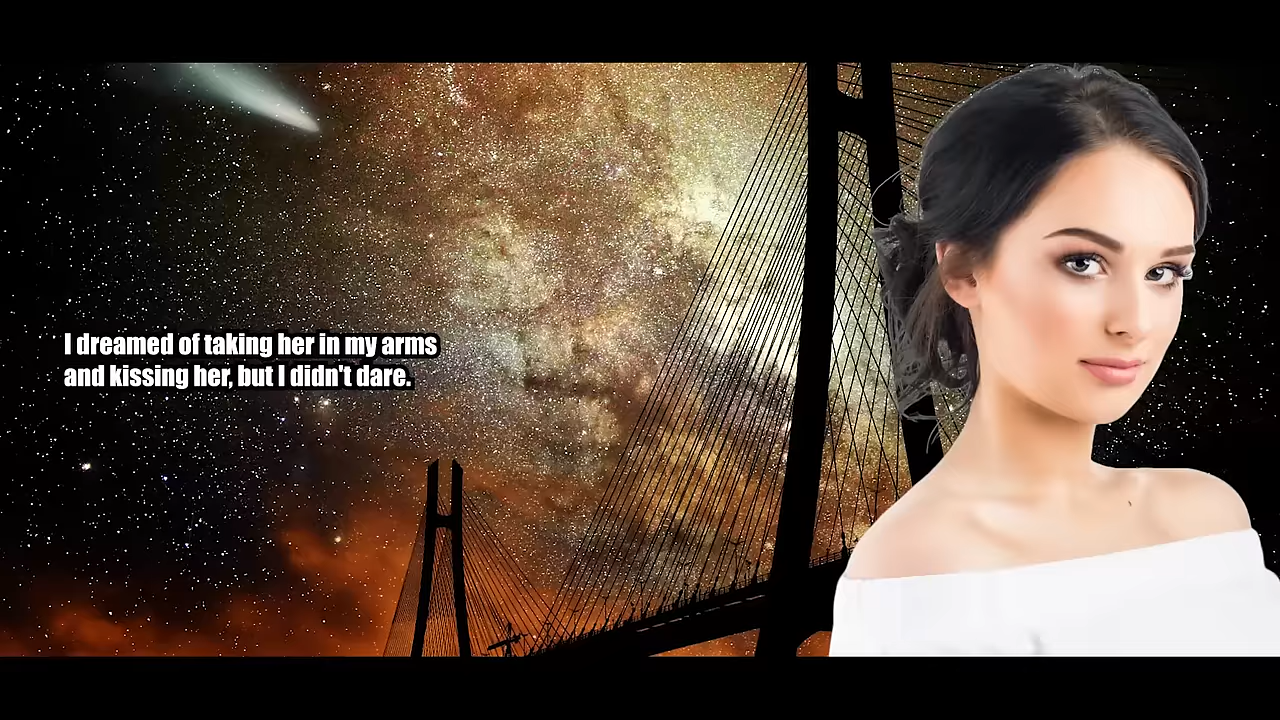 I dreamed of taking her in my arms
and kissing her, but I didn't dare.